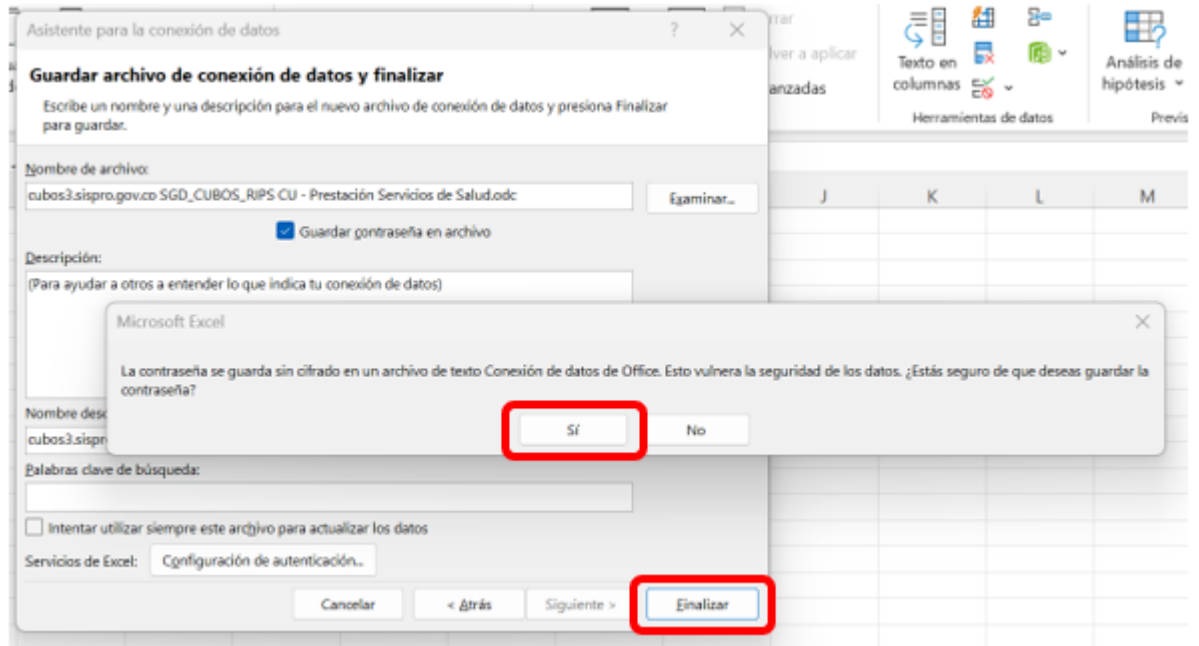 Asistente para la conexión de datos
?
Guardar archivo de conexión de datos y finalizar
Escribe un nombre y una descripción para el nuevo archivo de conexión de datos y presiona Finalizar
para guardar.
Nombre de archivo:
cubos3.sispro.gov.co SGD_CUBOS_RIPS CU - Prestación Servicios de Salud.odc
Examinar...
Guardar contraseña en archivo
Descripción:
(Para ayudar a otros a entender lo que indica tu conexión de datos)
Microsoft Excel
La contraseña se guarda sin cifrado en un archivo de texto Conexión de datos de Office. Esto vulnera la seguridad de los datos. ¿Estás seguro de que deseas guardar la
contraseña?
Sí
No
Nombre desc
cubos3.sispr
Palabras clave de búsqueda:
Intentar utilizar siempre este archivo para actualizar los datos
Servicios de Excel:
Configuración de autenticación...
Cancelar
< Atrás
Siguiente >
Finalizar
rrar
lver a aplicar
anzadas
Texto en
columnas
Herramientas de datos
Análisis de
hipótesis
Previs
J K L M